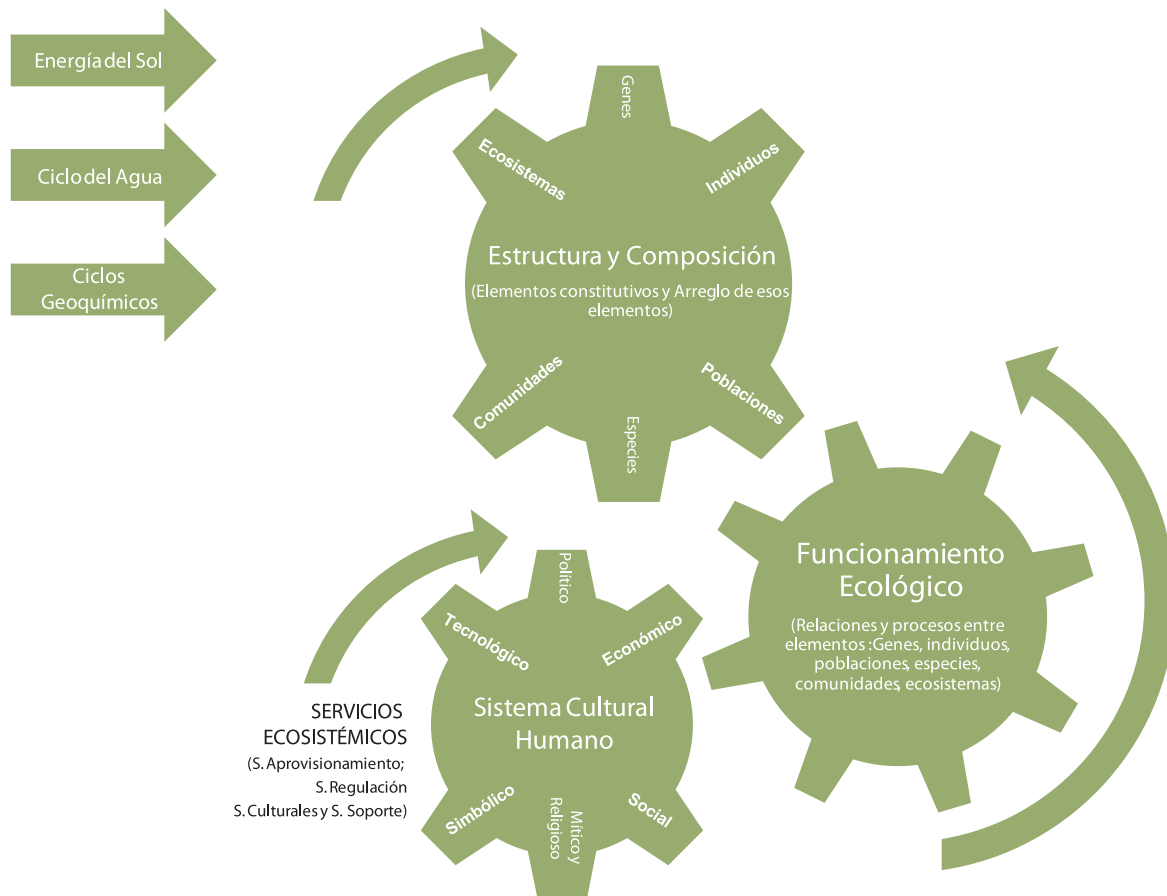 Energía del Sol
Ciclo del Agua
Ciclos
Geoquímicos
Genes
Individuos
Ecosistemas
Estructura y Composición
(Elementos constitutivos y Arreglo de esos
elementos)
Comunidades
Especies
Poblaciones
Funcionamiento
Ecológico
(Relaciones y procesos entre
elementos :Genes, individuos,
poblaciones, especies,
comunidades, ecosistemas)
Político
Económico
Tecnológico
Sistema Cultural
Humano
Simbólico
Mítico y
Religioso
Social
SERVICIOS
ECOSISTÉMICOS
(S. Aprovisionamiento;
S. Regulación
S. Culturales y S. Soporte)